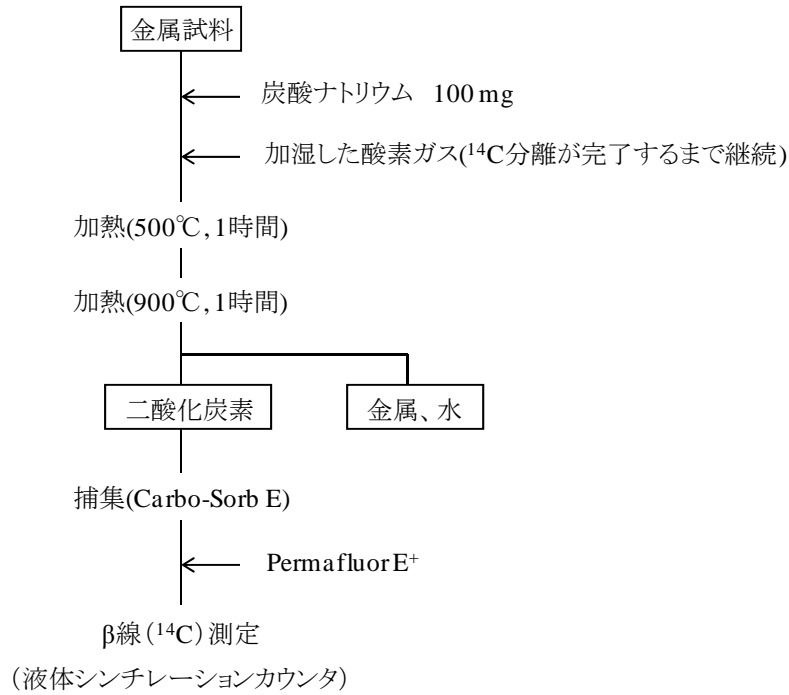 金属試料
炭酸ナトリウム 100 mg
加湿した酸素ガス(¹⁴C分離が完了するまで継続)
加熱(500℃, 1時間)
加熱(900℃, 1時間)
二酸化炭素
金属、水
捕集(Carbo-Sorb E)
Permafluor E⁺
β線(¹⁴C)測定
(液体シンチレーションカウンタ)